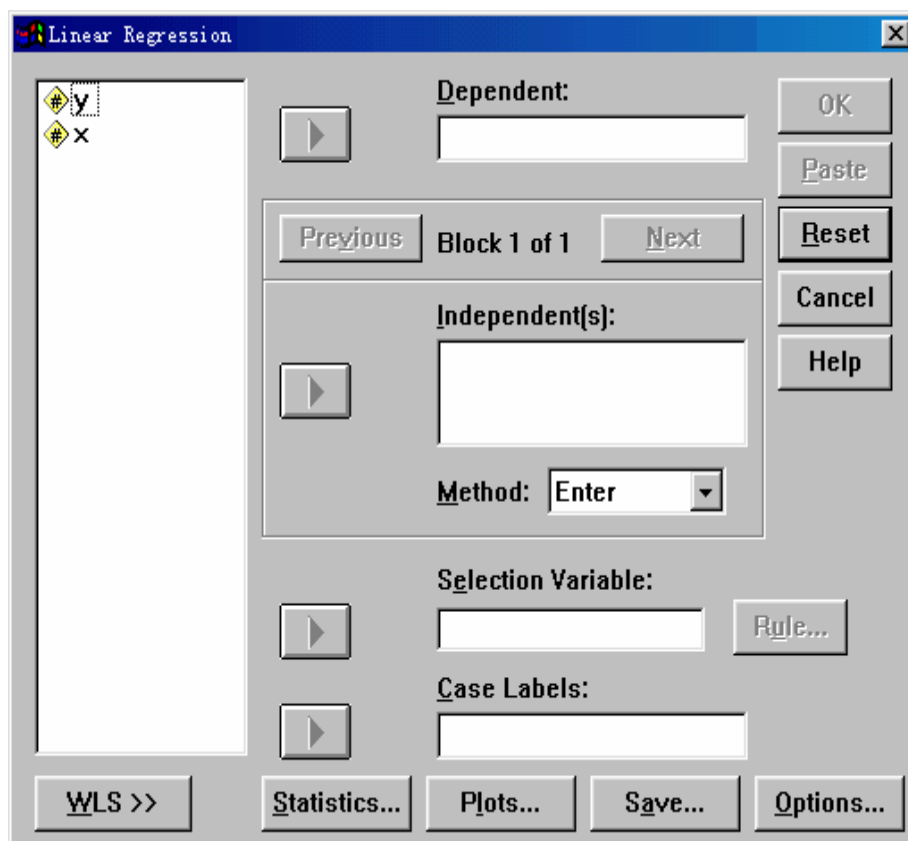 Linear Regression
# y
# x
Dependent:
OK
Paste
Previous
Block 1 of 1
Next
Reset
Cancel
Independent(s):
Help
Method:
Enter
Selection Variable:
Rule...
Case Labels:
WLS >>
Statistics...
Plots...
Save...
Options...